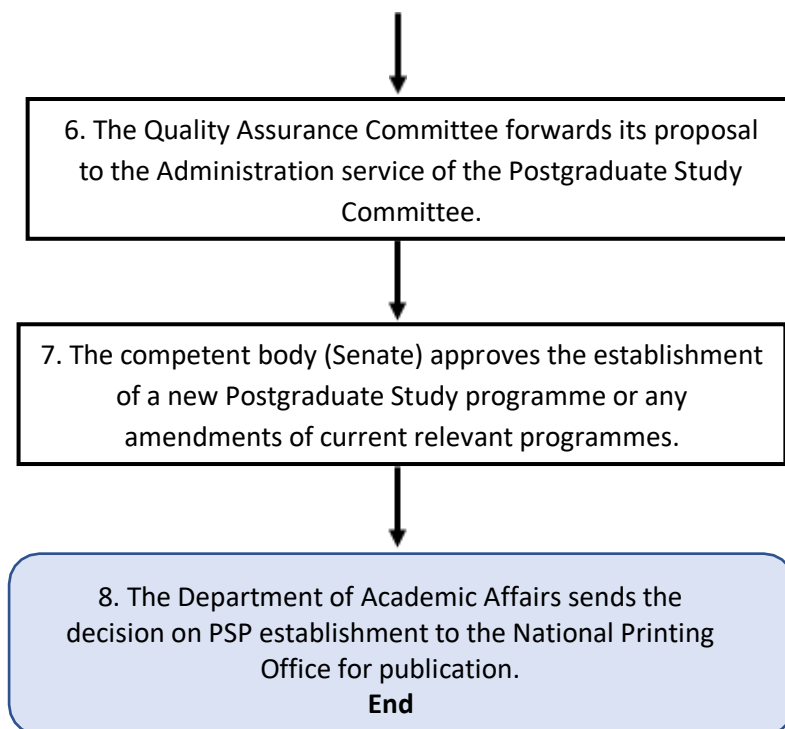 6. The Quality Assurance Committee forwards its proposal
to the Administration service of the Postgraduate Study
Committee.
7. The competent body (Senate) approves the establishment
of a new Postgraduate Study programme or any
amendments of current relevant programmes.
8. The Department of Academic Affairs sends the
decision on PSP establishment to the National Printing
Office for publication.
End